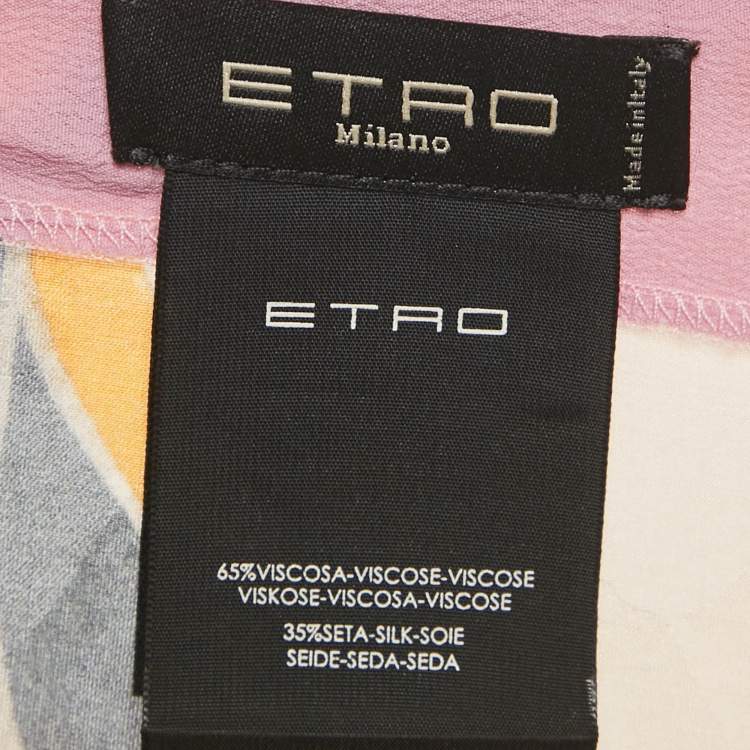 ETRO
Milano
Made in Italy
ETRO
65%VISCOSA-VISCOSE-VISCOSE
VISKOSE-VISCOSA-VISCOSE
35%SETA-SILK-SOIE
SEIDE-SEDA-SEDA